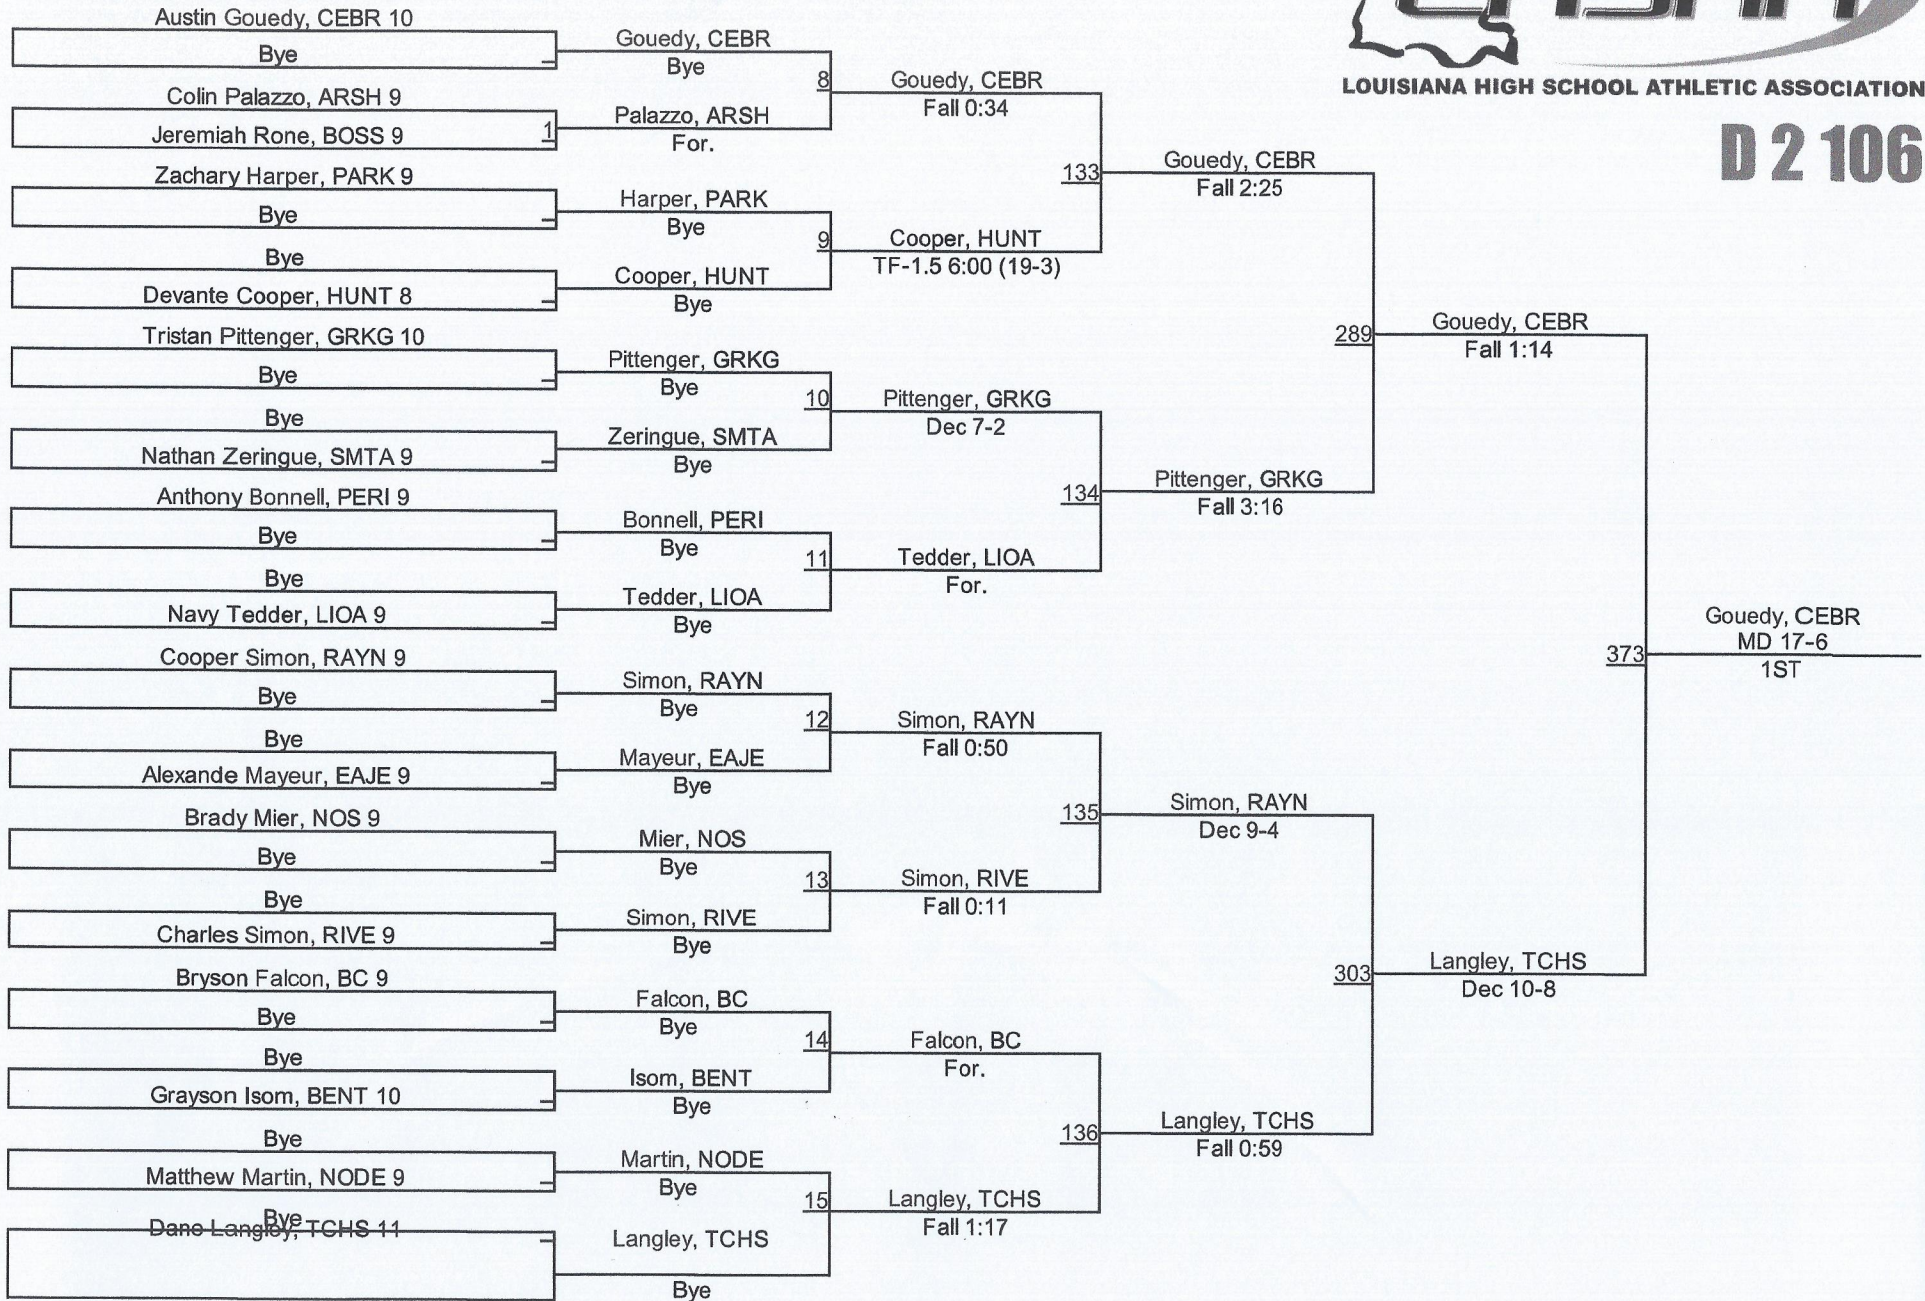 LOUISIANA HIGH SCHOOL ATHLETIC ASSOCIATION
D 2 106
Austin Gouedy, CEBR 10
Bye
Colin Palazzo, ARSH 9
1
Jeremiah Rone, BOSS 9
Zachary Harper, PARK 9
Bye
Bye
Devante Cooper, HUNT 8
Tristan Pittenger, GRKG 10
Bye
Bye
Nathan Zeringue, SMTA 9
Anthony Bonnell, PERI 9
Bye
Bye
Navy Tedder, LIOA 9
Cooper Simon, RAYN 9
Bye
Bye
Alexande Mayeur, EAJE 9
Brady Mier, NOS 9
Bye
Bye
Charles Simon, RIVE 9
Bryson Falcon, BC 9
Bye
Bye
Grayson Isom, BENT 10
Bye
Matthew Martin, NODE 9
Bye
Dane Langley, TCHS 11
Gouedy, CEBR
Bye
8
Palazzo, ARSH
For.
Harper, PARK
Bye
9
Cooper, HUNT
Bye
Pittenger, GRKG
Bye
10
Zeringue, SMTA
Bye
Bonnell, PERI
Bye
11
Tedder, LIOA
Bye
Simon, RAYN
Bye
12
Mayeur, EAJE
Bye
Mier, NOS
Bye
13
Simon, RIVE
Bye
Falcon, BC
Bye
14
Isom, BENT
Bye
Martin, NODE
Bye
15
Langley, TCHS
Bye
Gouedy, CEBR
Fall 0:34
133
Cooper, HUNT
TF-1.5 6:00 (19-3)
Pittenger, GRKG
Dec 7-2
134
Tedder, LIOA
For.
Simon, RAYN
Fall 0:50
135
Simon, RIVE
Fall 0:11
Falcon, BC
For.
136
Langley, TCHS
Fall 1:17
Gouedy, CEBR
Fall 2:25
289
Pittenger, GRKG
Fall 3:16
Simon, RAYN
Dec 9-4
303
Langley, TCHS
Fall 0:59
Gouedy, CEBR
Fall 1:14
373
Langley, TCHS
Dec 10-8
Gouedy, CEBR
MD 17-6
1ST